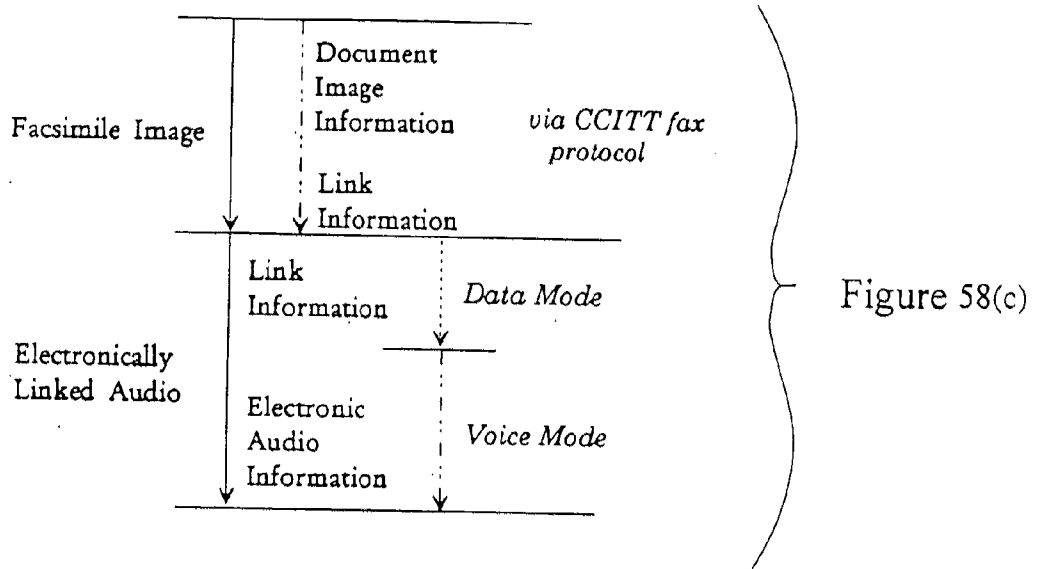 Document
Image
Information
Facsimile Image
via CCITT fax
protocol
Link
Information
Link
Information
Data Mode
Figure 58(c)
Electronically
Linked Audio
Electronic
Audio
Information
Voice Mode